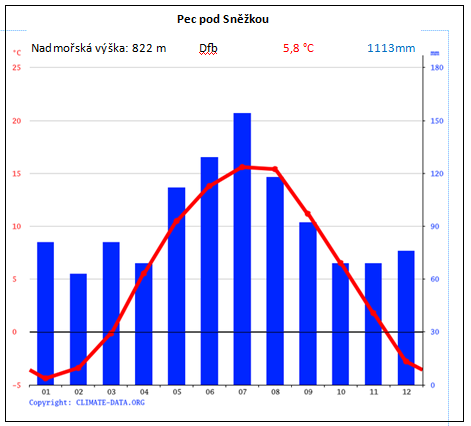 Pec pod Sněžkou
Nadmořská výška: 822 m Dfb 5,8 °C 1113mm
°C mm
25 180
20 150
15 120
10 90
5 60
0 30
-5 0
01 02 03 04 05 06 07 08 09 10 11 12
Copyright: CLIMATE-DATA.ORG